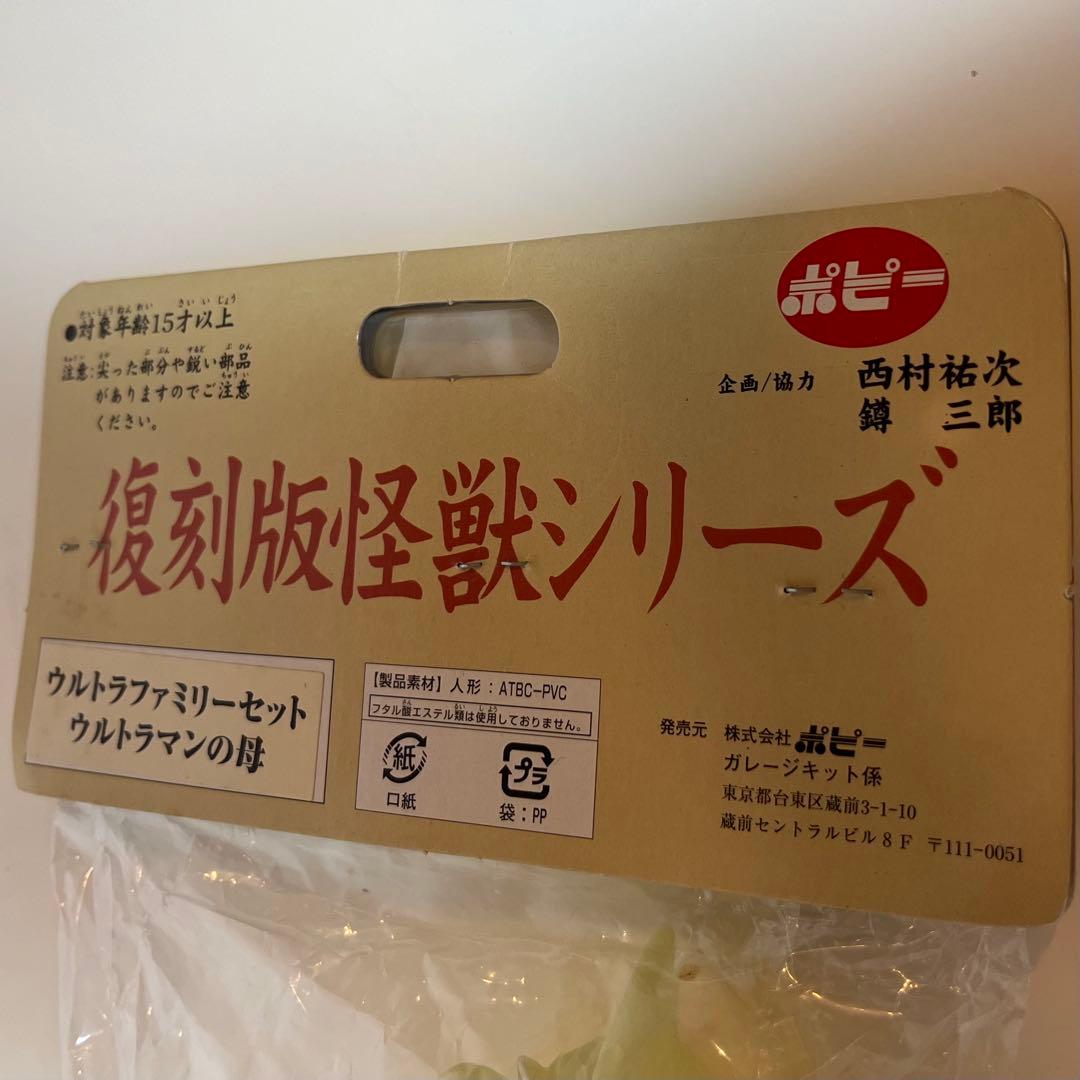 ●対象年齢15才以上
注意:尖った部分や鋭い部品
がありますのでご注意
ください。
ポピー
企画/協力 西村祐次
鐏 三郎
復刻版怪獣シリーズ
ウルトラファミリーセット
ウルトラマンの母
【製品素材】人形：ATBC-PVC
フタル酸エステル類は使用しておりません。
紙
口紙
プラ
袋：PP
発売元 株式会社ポピー
ガレージキット係
東京都台東区蔵前3-1-10
蔵前セントラルビル8F 〒111-0051